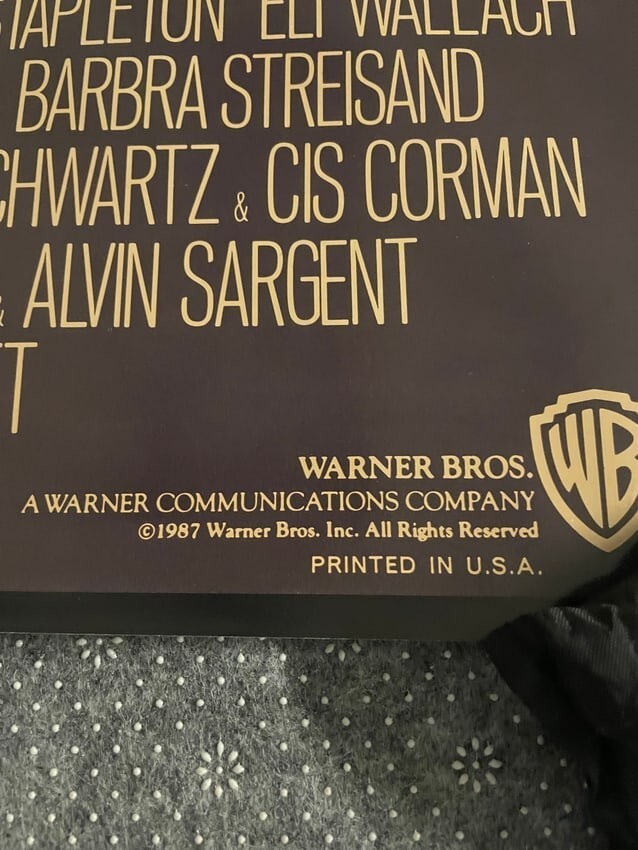 STAPLETON ELI WALLACH
BARBRA STREISAND
CHWARTZ & CIS CORMAN
& ALVIN SARGENT
T
WARNER BROS.
A WARNER COMMUNICATIONS COMPANY
©1987 Warner Bros. Inc. All Rights Reserved
PRINTED IN U.S.A.
WB